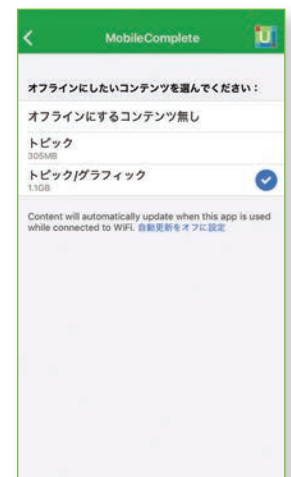 MobileComplete
U
オフラインにしたいコンテンツを選んでください：
オフラインにするコンテンツ無し
トピック
305MB
トピック/グラフィック
1.1GB
Content will automatically update when this app is used
while connected to WiFi. 自動更新をオフに設定